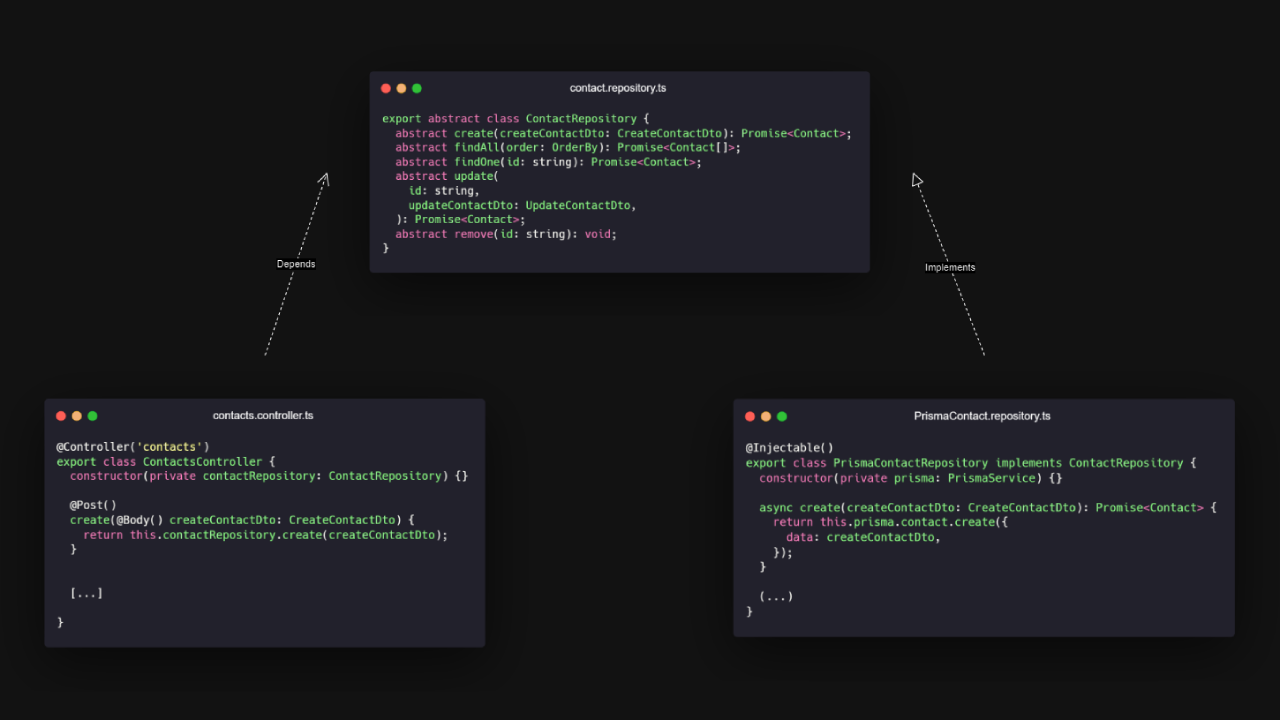 contact.repository.ts
export abstract class ContactRepository {
  abstract create(createContactDto: CreateContactDto): Promise<Contact>;
  abstract findAll(order: OrderBy): Promise<Contact[]>;
  abstract findOne(id: string): Promise<Contact>;
  abstract update(
    id: string,
    updateContactDto: UpdateContactDto,
  ): Promise<Contact>;
  abstract remove(id: string): void;
}
Depends
Implements
contacts.controller.ts
@Controller('contacts')
export class ContactsController {
  constructor(private contactRepository: ContactRepository) {}
  @Post()
  create(@Body() createContactDto: CreateContactDto) {
    return this.contactRepository.create(createContactDto);
  }
  [...]
}
PrismaContact.repository.ts
@Injectable()
export class PrismaContactRepository implements ContactRepository {
  constructor(private prisma: PrismaService) {}
  async create(createContactDto: CreateContactDto): Promise<Contact> {
    return this.prisma.contact.create({
      data: createContactDto,
    });
  }
  (...)
}